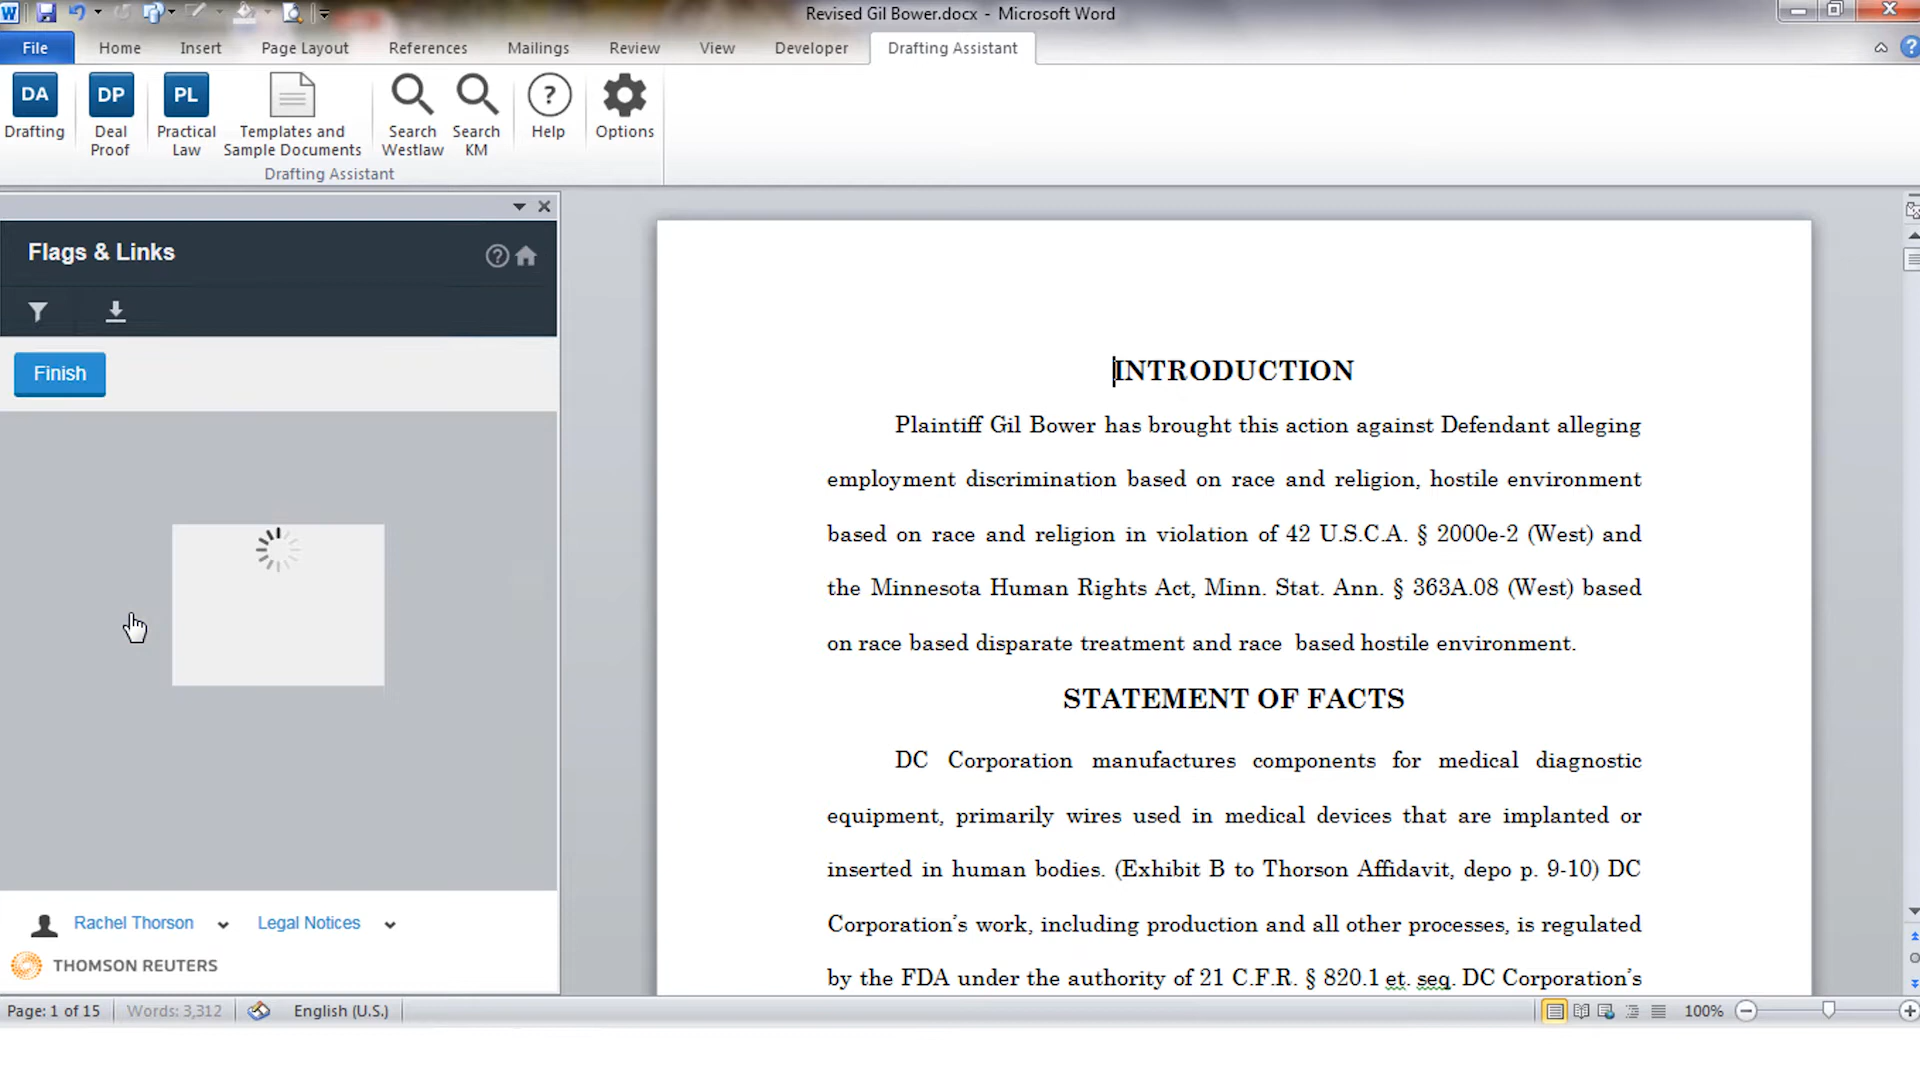 Revised Gil Bower.docx - Microsoft Word
File Home Insert Page Layout References Mailings Review View Developer Drafting Assistant
DA DP PL
Drafting Deal Proof Practical Law Templates and Sample Documents Search Westlaw Search KM Help Options
Drafting Assistant
Flags & Links
Finish
Rachel Thorson Legal Notices
THOMSON REUTERS
INTRODUCTION
Plaintiff Gil Bower has brought this action against Defendant alleging
employment discrimination based on race and religion, hostile environment
based on race and religion in violation of 42 U.S.C.A. § 2000e-2 (West) and
the Minnesota Human Rights Act, Minn. Stat. Ann. § 363A.08 (West) based
on race based disparate treatment and race  based hostile environment.
STATEMENT OF FACTS
DC Corporation manufactures components for medical diagnostic
equipment, primarily wires used in medical devices that are implanted or
inserted in human bodies. (Exhibit B to Thorson Affidavit, depo p. 9-10) DC
Corporation's work, including production and all other processes, is regulated
by the FDA under the authority of 21 C.F.R. § 820.1 et. seq. DC Corporation's
Page: 1 of 15 Words: 3,312 English (U.S.) 100%